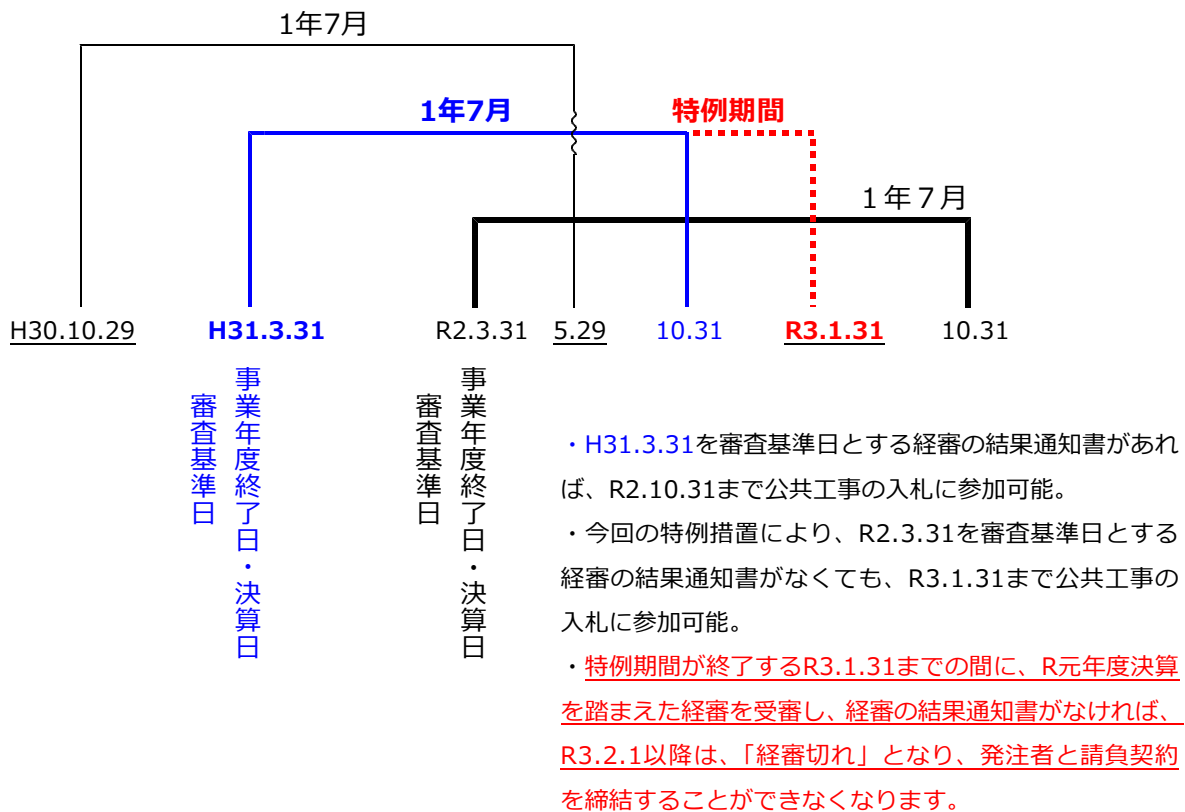 1年7月
1年7月
特例期間
１年７月
H30.10.29 H31.3.31 R2.3.31 5.29 10.31 R3.1.31 10.31
事業年度終了日・決算日
審査基準日
事業年度終了日・決算日
審査基準日
・H31.3.31を審査基準日とする経審の結果通知書があれ
ば、R2.10.31まで公共工事の入札に参加可能。
・今回の特例措置により、R2.3.31を審査基準日とする
経審の結果通知書がなくても、R3.1.31まで公共工事の
入札に参加可能。
・特例期間が終了するR3.1.31までの間に、R元年度決算
を踏まえた経審を受審し、経審の結果通知書がなければ、
R3.2.1以降は、「経審切れ」となり、発注者と請負契約
を締結することができなくなります。